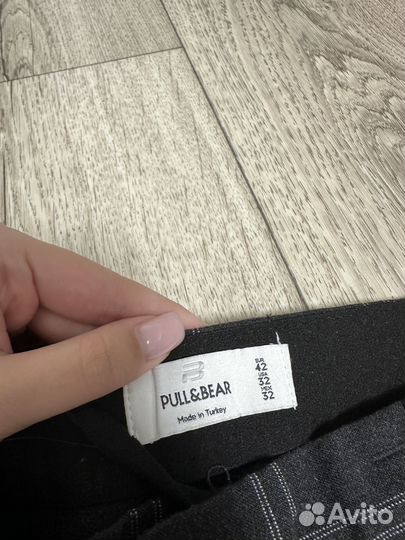 PULL&BEAR
Made in Turkey
EUR
42
USA
32
MEX
32
Avito